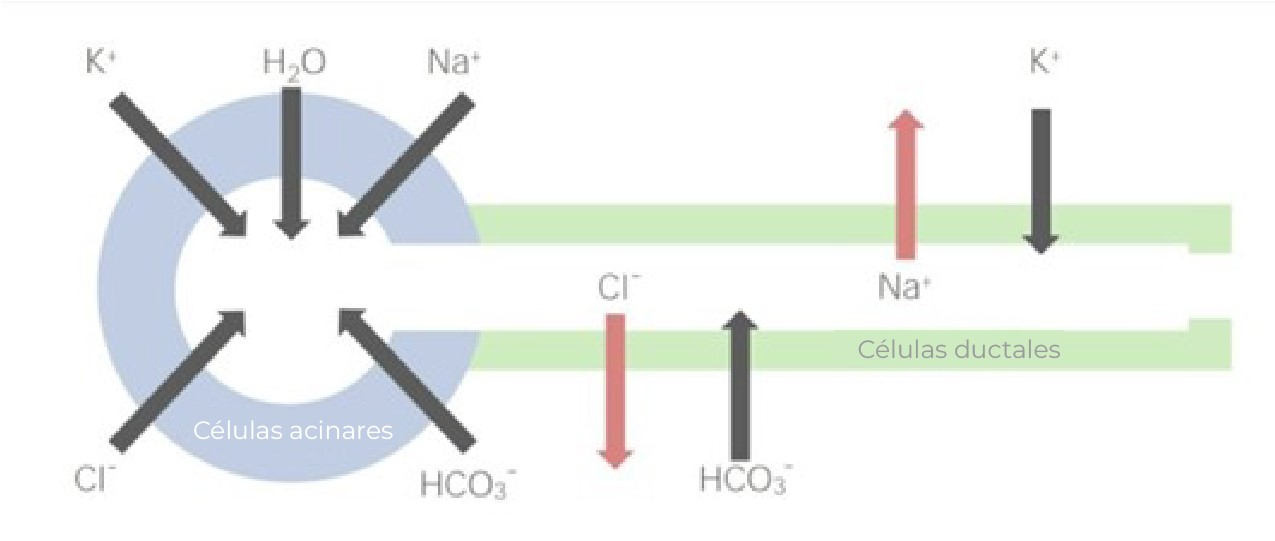 K⁺
H₂O
Na⁺
K⁺
Cl⁻
Na⁺
Células ductales
Células acinares
Cl⁻
HCO₃⁻
HCO₃⁻